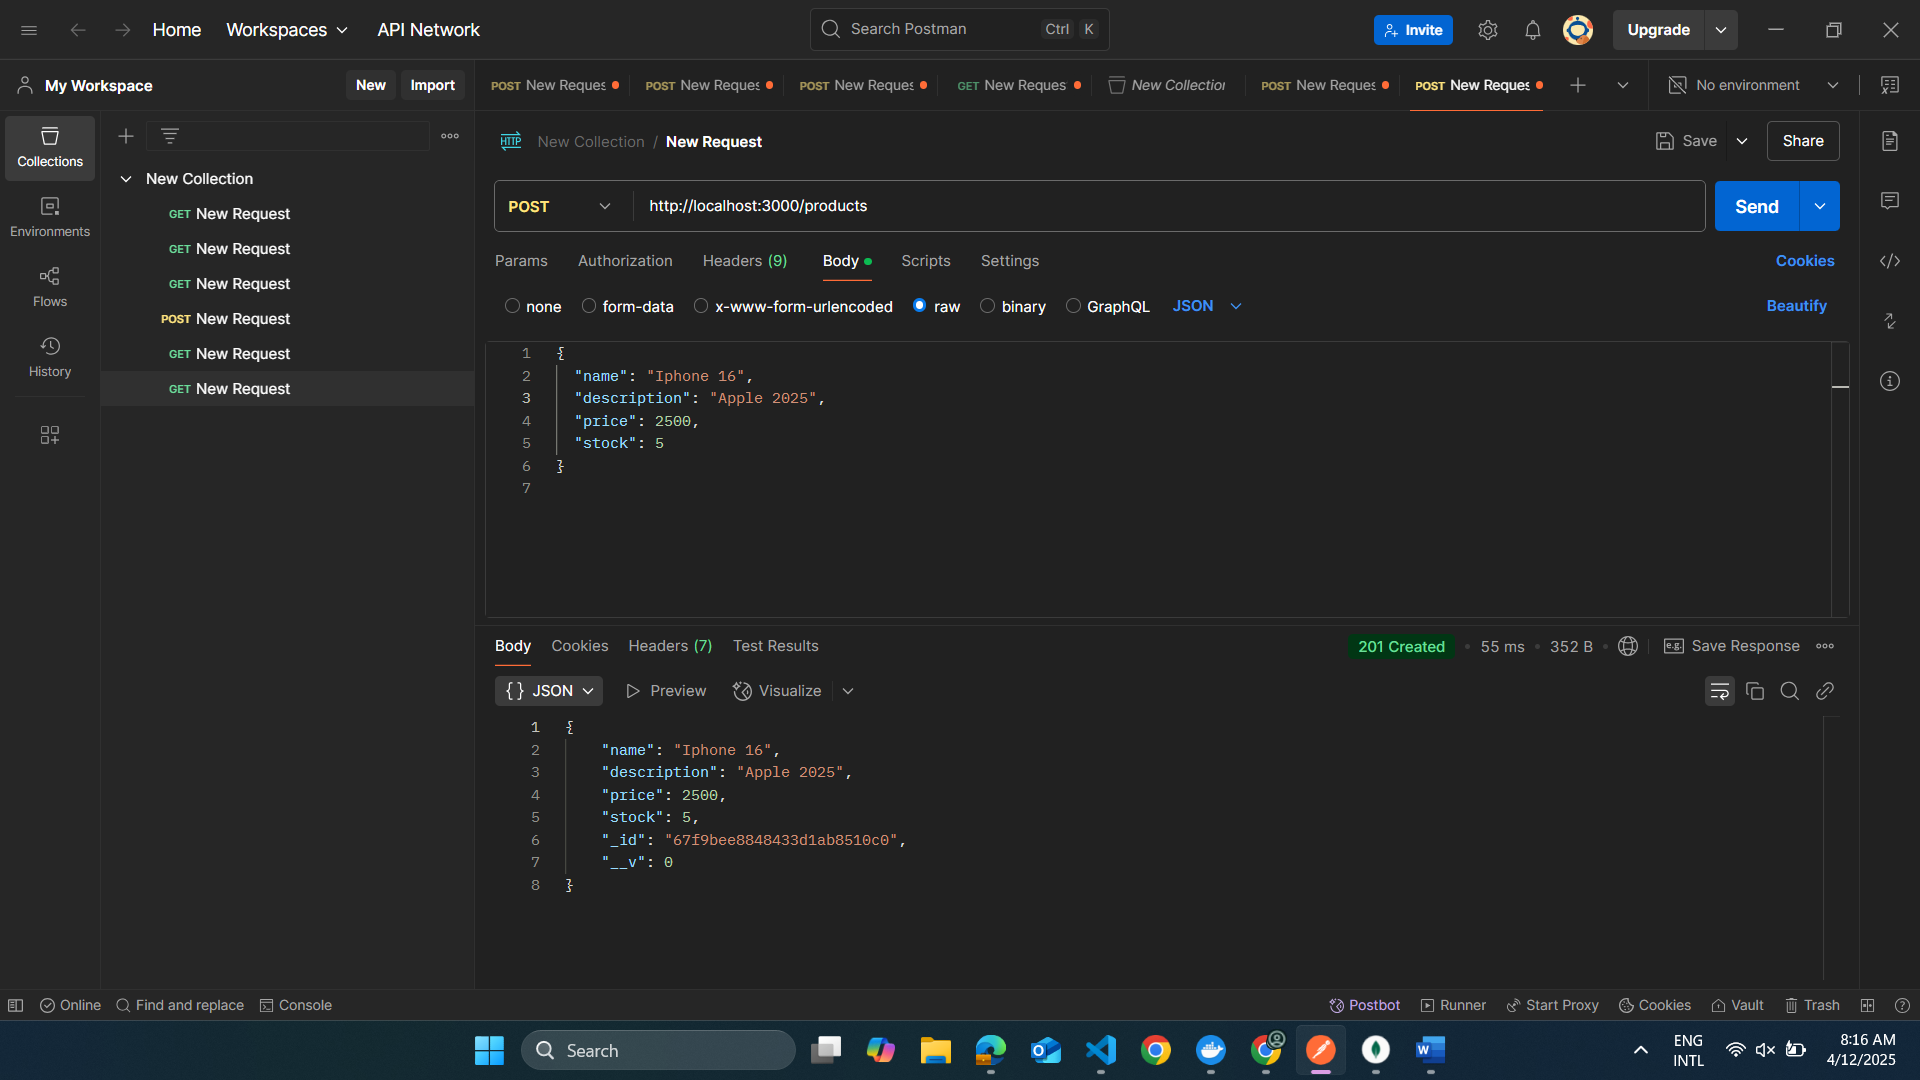 Home Workspaces API Network Search Postman Ctrl K Invite Upgrade
My Workspace New Import POST New Reques POST New Reques POST New Reques GET New Reques New Collection POST New Reques POST New Reques No environment
Collections
Environments
Flows
History
New Collection
GET New Request
GET New Request
GET New Request
POST New Request
GET New Request
GET New Request
HTTP New Collection / New Request Save Share
POST http://localhost:3000/products Send
Params Authorization Headers (9) Body Scripts Settings Cookies
none form-data x-www-form-urlencoded raw binary GraphQL JSON Beautify
1 {
2 "name": "Iphone 16",
3 "description": "Apple 2025",
4 "price": 2500,
5 "stock": 5
6 }
7
Body Cookies Headers (7) Test Results 201 Created 55 ms 352 B e.g. Save Response
{} JSON Preview Visualize
1 {
2 "name": "Iphone 16",
3 "description": "Apple 2025",
4 "price": 2500,
5 "stock": 5,
6 "_id": "67f9bee8848433d1ab8510c0",
7 "__v": 0
8 }
Online Find and replace Console Postbot Runner Start Proxy Cookies Vault Trash
Search
ENG
INTL
8:16 AM
4/12/2025